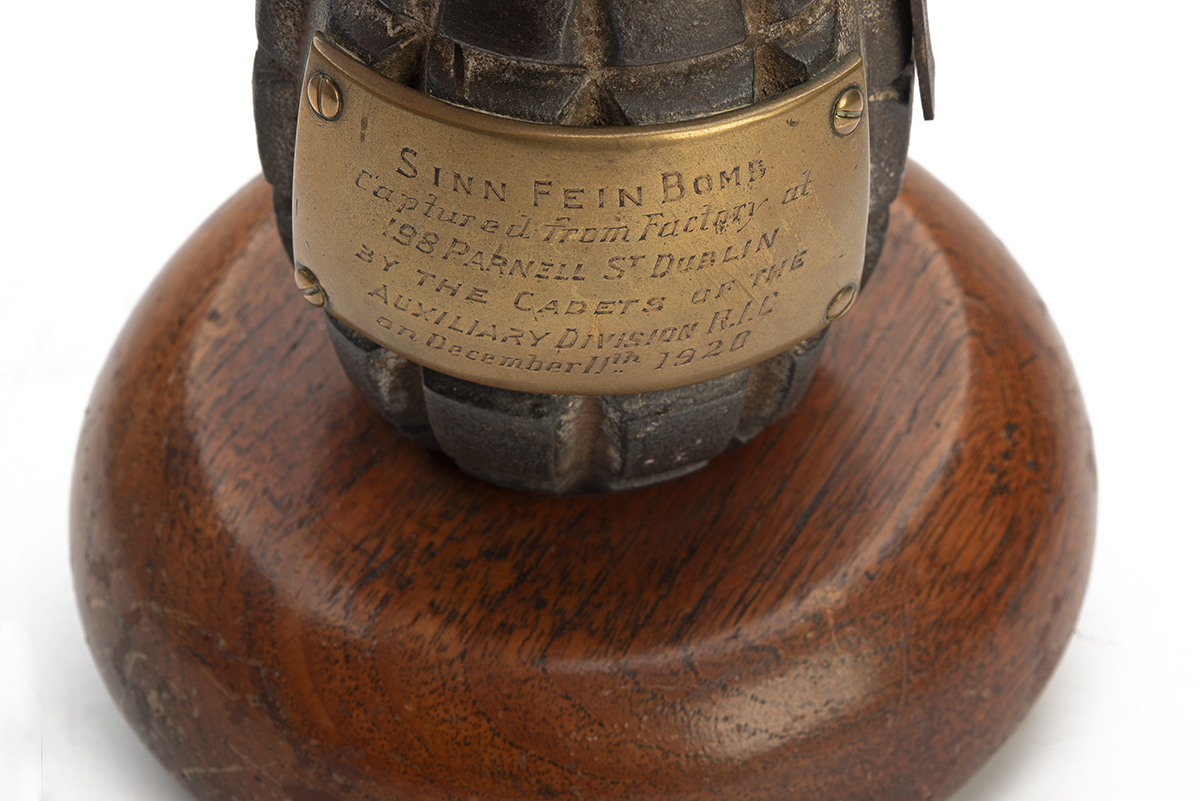 SINN FEIN BOMB
Captured from Factory at
198 PARNELL ST DUBLIN
BY THE CADETS OF THE
AUXILIARY DIVISION R.I.C
on December 11th 1920